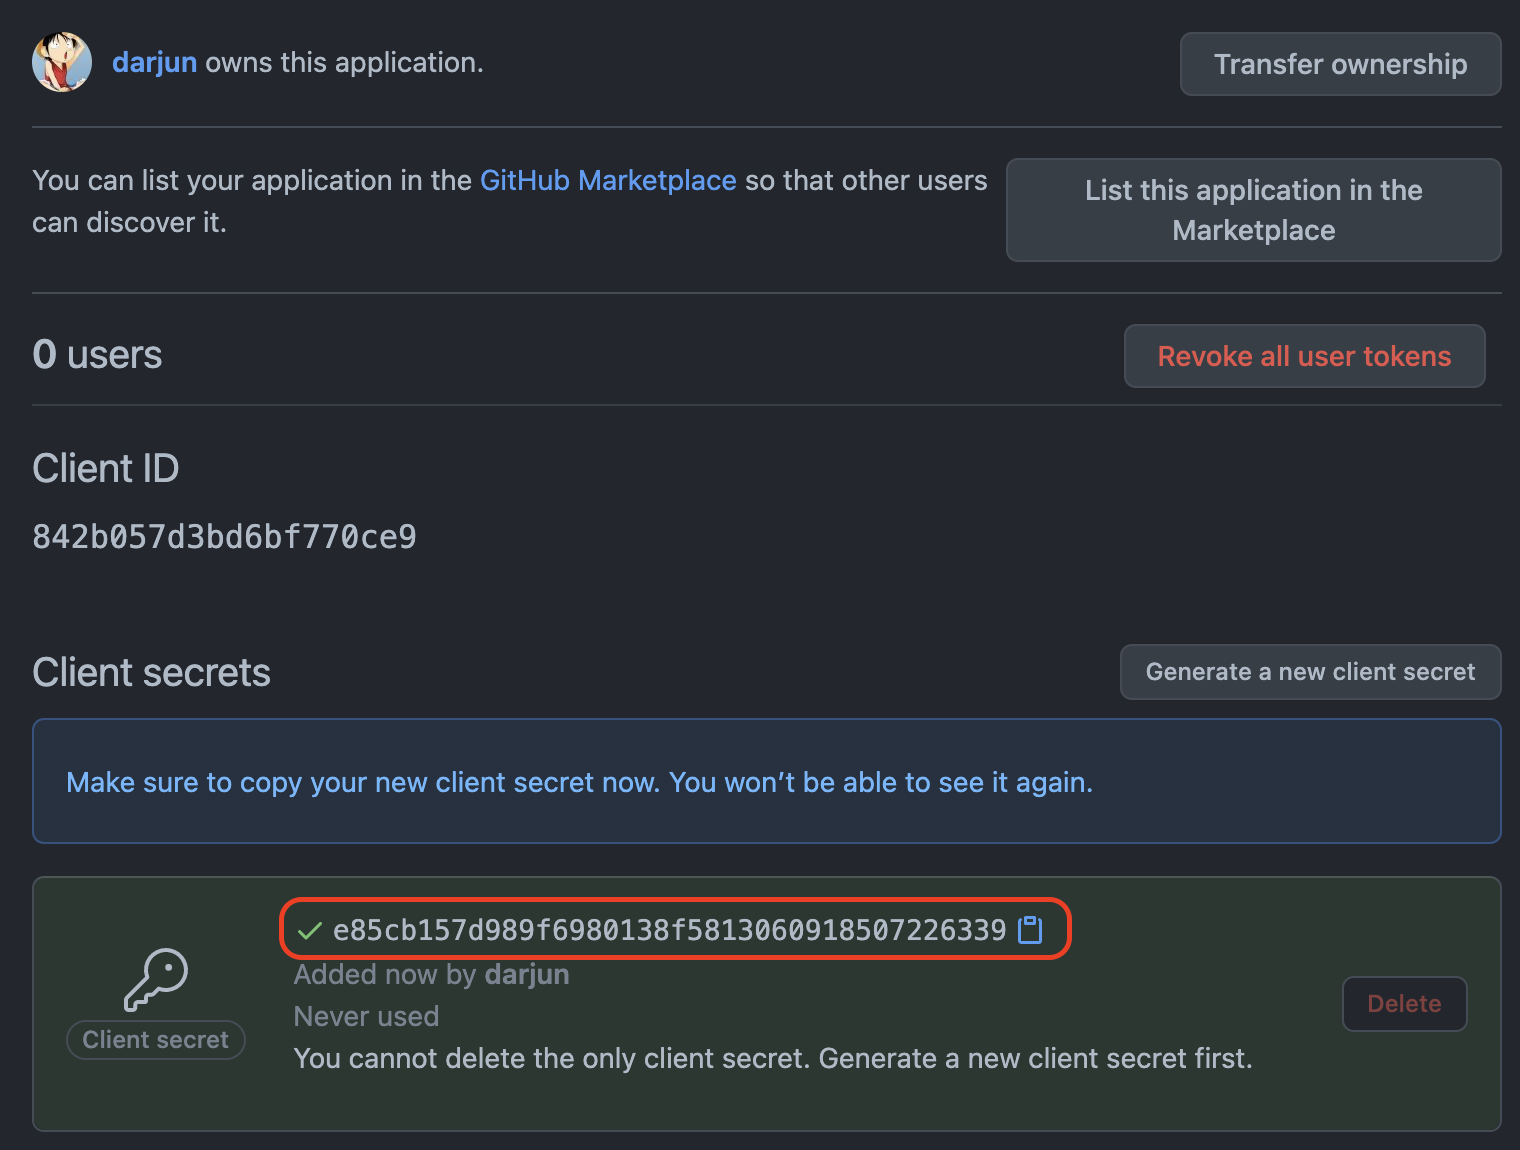 darjun owns this application.
Transfer ownership
You can list your application in the GitHub Marketplace so that other users
can discover it.
List this application in the
Marketplace
0 users
Revoke all user tokens
Client ID
842b057d3bd6bf770ce9
Client secrets
Generate a new client secret
Make sure to copy your new client secret now. You won’t be able to see it again.
e85cb157d989f6980138f5813060918507226339
Added now by darjun
Never used
You cannot delete the only client secret. Generate a new client secret first.
Client secret
Delete